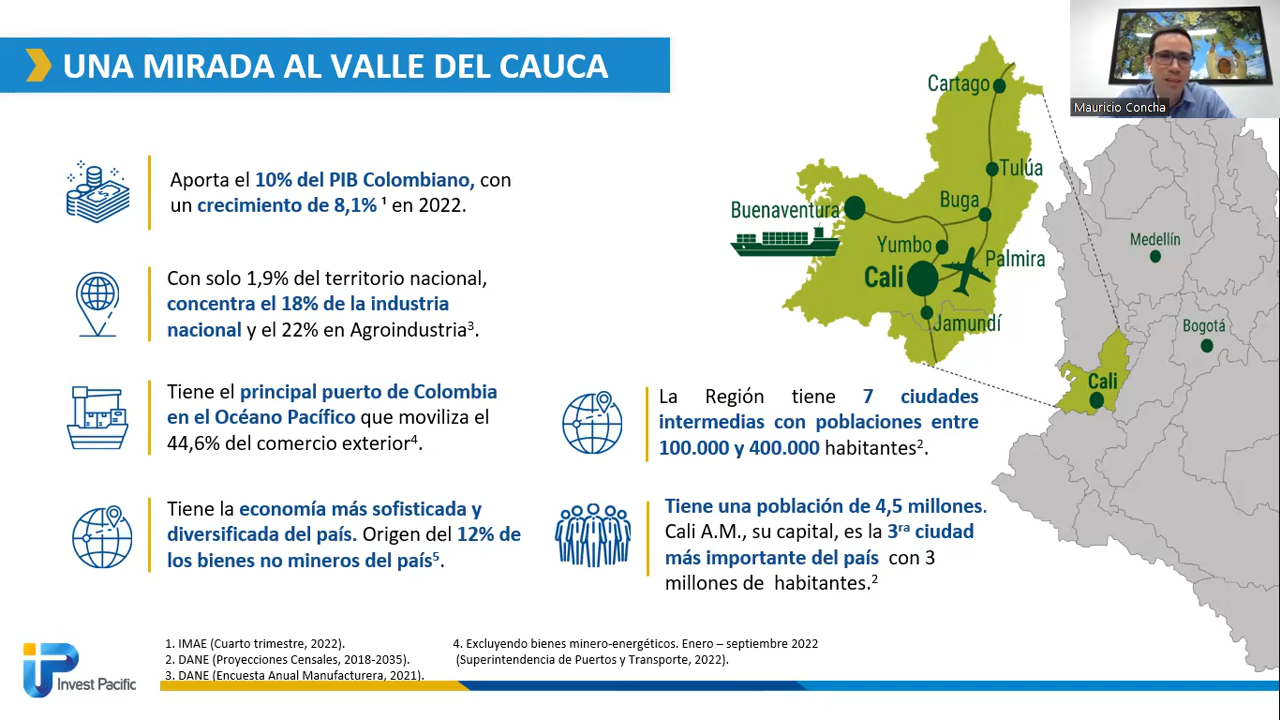 UNA MIRADA AL VALLE DEL CAUCA
Aporta el 10% del PIB Colombiano, con
un crecimiento de 8,1% ¹ en 2022.
Con solo 1,9% del territorio nacional,
concentra el 18% de la industria
nacional y el 22% en Agroindustria³.
Tiene el principal puerto de Colombia
en el Océano Pacífico que moviliza el
44,6% del comercio exterior⁴.
Tiene la economía más sofisticada y
diversificada del país. Origen del 12% de
los bienes no mineros del país⁵.
La Región tiene 7 ciudades
intermedias con poblaciones entre
100.000 y 400.000 habitantes².
Tiene una población de 4,5 millones.
Cali A.M., su capital, es la 3ʳᵃ ciudad
más importante del país con 3
millones de habitantes.²
Cartago
Tulúa
Buga
Buenaventura
Yumbo
Palmira
Cali
Jamundí
Medellín
Bogotá
Cali
Mauricio Concha
1. IMAE (Cuarto trimestre, 2022).
2. DANE (Proyecciones Censales, 2018-2035).
3. DANE (Encuesta Anual Manufacturera, 2021).
4. Excluyendo bienes minero-energéticos. Enero – septiembre 2022
(Superintendencia de Puertos y Transporte, 2022).
Invest Pacific